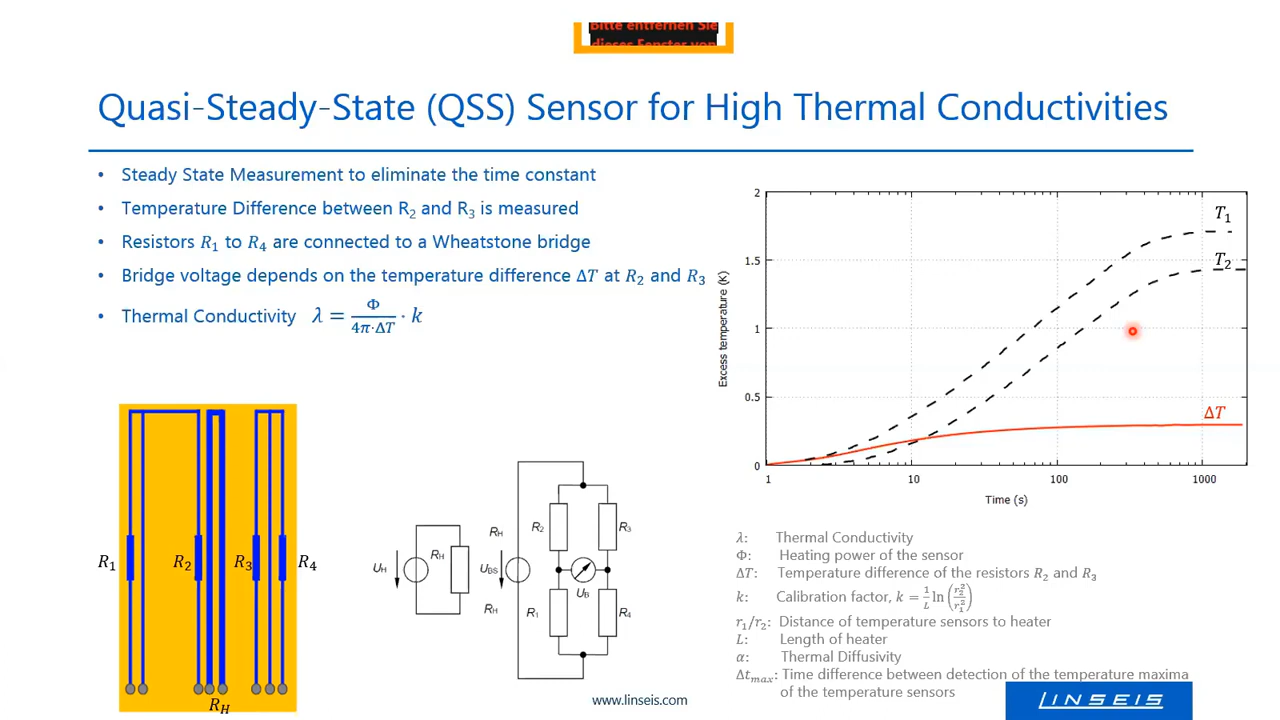 Bitte entfernen Sie
dieses Fenster von
Quasi-Steady-State (QSS) Sensor for High Thermal Conductivities
• Steady State Measurement to eliminate the time constant
• Temperature Difference between R₂ and R₃ is measured
• Resistors R₁ to R₄ are connected to a Wheatstone bridge
• Bridge voltage depends on the temperature difference ΔT at R₂ and R₃
• Thermal Conductivity λ = Φ/(4π·ΔT) · k
R₁ R₂ R₃ R₄
R_H
U_H
R_H
R_H
U_BS
R_H
R₂
R₃
U_B
R₁
R₄
Excess temperature (K)
2
1.5
1
0.5
0
T₁
T₂
ΔT
1 10 100 1000
Time (s)
λ: Thermal Conductivity
Φ: Heating power of the sensor
ΔT: Temperature difference of the resistors R₂ and R₃
k: Calibration factor, k = 1/L ln(r₂²/r₁²)
r₁/r₂: Distance of temperature sensors to heater
L: Length of heater
α: Thermal Diffusivity
Δt_max: Time difference between detection of the temperature maxima
of the temperature sensors
www.linseis.com
LINSEIS